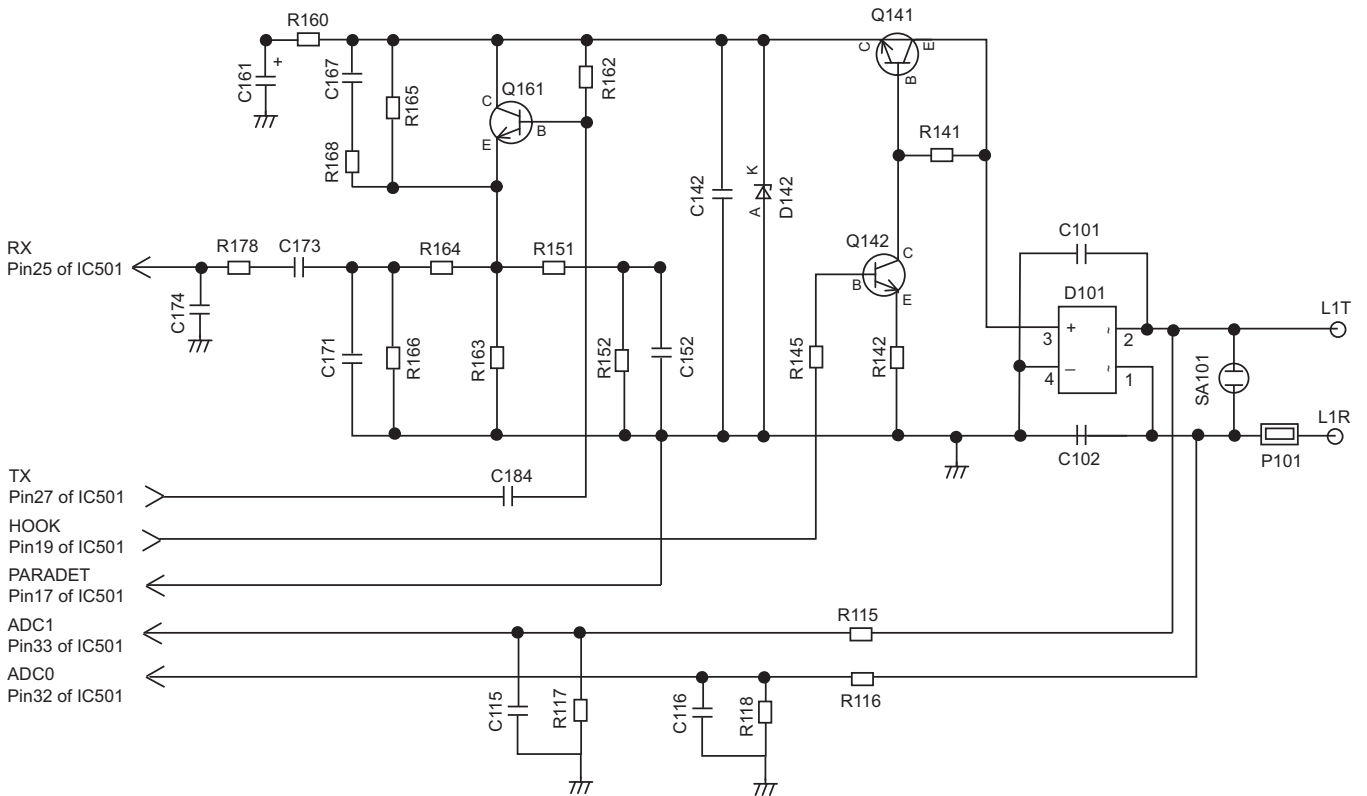 Q141
R160
C
E
B
C161
+
C167
R165
R168
Q161
C
B
E
R162
R141
C142
K
A
D142
Q142
C
B
E
C101
D101
RX
Pin25 of IC501
R178
C173
R164
R151
C174
C171
R166
R163
R152
C152
R145
R142
+
3
~
2
–
4
~
1
L1T
SA101
L1R
C102
P101
TX
Pin27 of IC501
C184
HOOK
Pin19 of IC501
PARADET
Pin17 of IC501
ADC1
Pin33 of IC501
R115
ADC0
Pin32 of IC501
R116
C115
R117
C116
R118